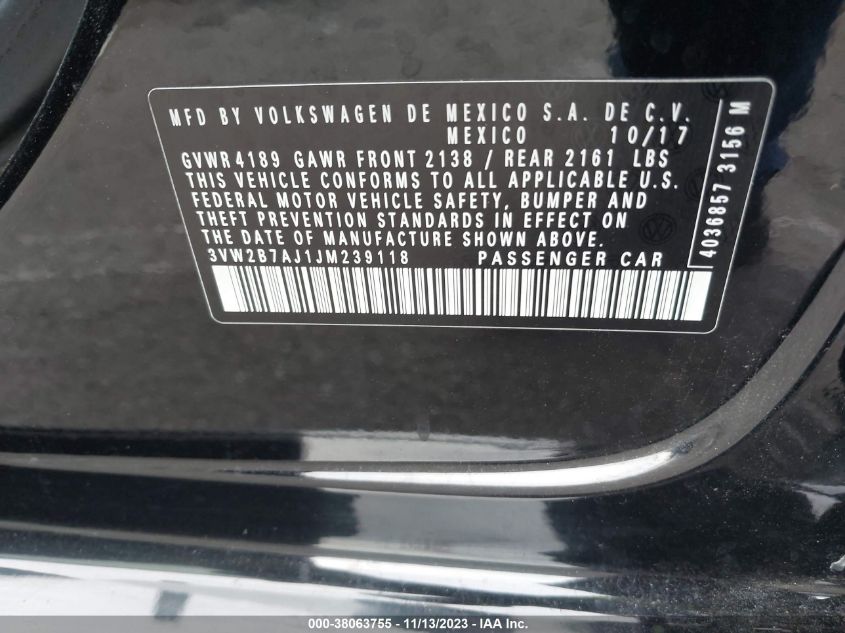 MFD BY VOLKSWAGEN DE MEXICO S.A. DE C.V.
MEXICO 10/17
GVWR 4189 GAWR FRONT 2138 / REAR 2161 LBS
THIS VEHICLE CONFORMS TO ALL APPLICABLE U.S.
FEDERAL MOTOR VEHICLE SAFETY, BUMPER AND
THEFT PREVENTION STANDARDS IN EFFECT ON
THE DATE OF MANUFACTURE SHOWN ABOVE.
3VW2B7AJ1JM239118 PASSENGER CAR
4036857 3156 M
000-38063755 - 11/13/2023 - IAA Inc.